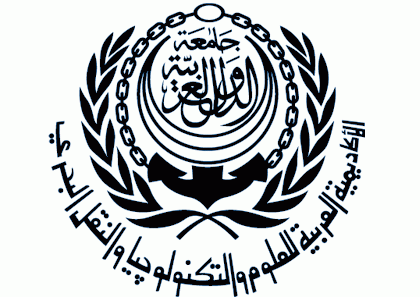 جامعة
الدول العربية
الأكاديمية العربية للعلوم والتكنولوجيا والنقل البحري